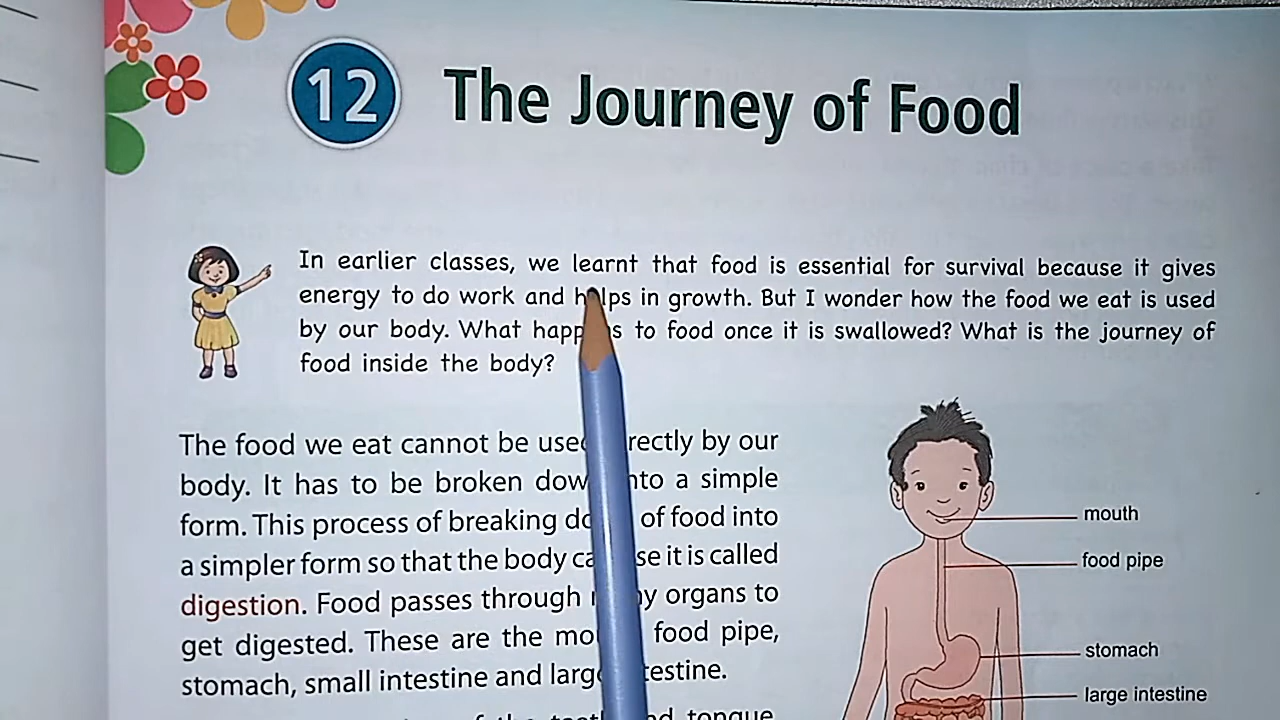 12 The Journey of Food
In earlier classes, we learnt that food is essential for survival because it gives
energy to do work and helps in growth. But I wonder how the food we eat is used
by our body. What happens to food once it is swallowed? What is the journey of
food inside the body?
The food we eat cannot be used directly by our
body. It has to be broken down into a simple
form. This process of breaking down of food into
a simpler form so that the body can use it is called
digestion. Food passes through many organs to
get digested. These are the mouth, food pipe,
stomach, small intestine and large intestine.
of the teeth and tongue
mouth
food pipe
stomach
large intestine